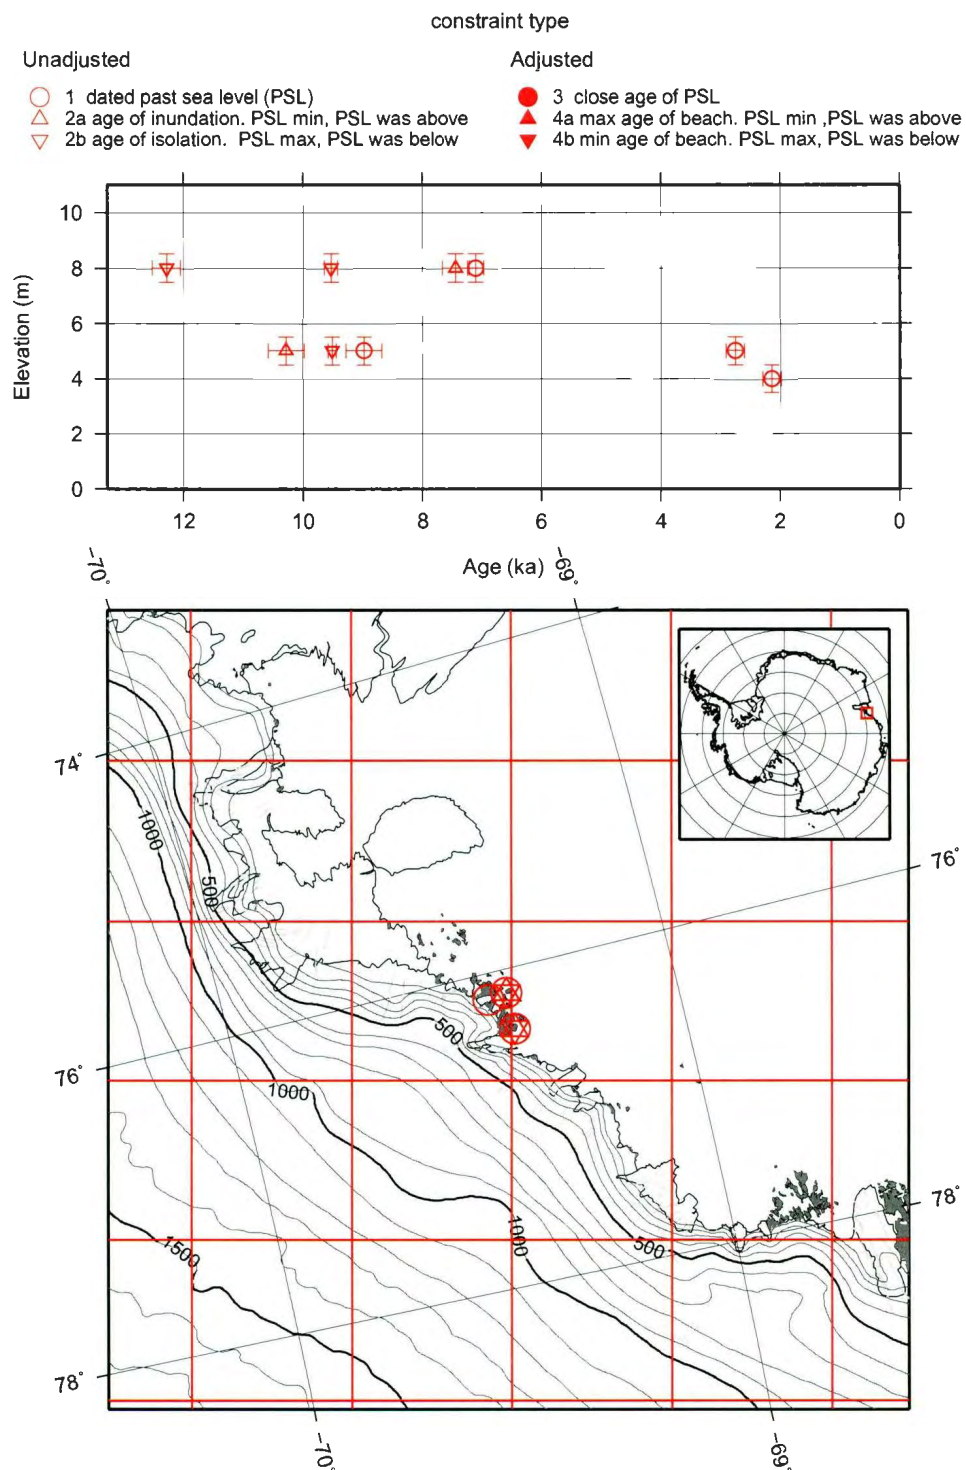 constraint type
Unadjusted Adjusted
1 dated past sea level (PSL) 3 close age of PSL
2a age of inundation. PSL min, PSL was above 4a max age of beach. PSL min ,PSL was above
2b age of isolation. PSL max, PSL was below 4b min age of beach. PSL max, PSL was below
10
8
6
4
2
0
Elevation (m)
12 10 8 6 4 2 0
Age (ka)
-70° -69°
74° 76°
1000
500
500
76° 1000
78°
1000 500
1500
78°
-70° -69°